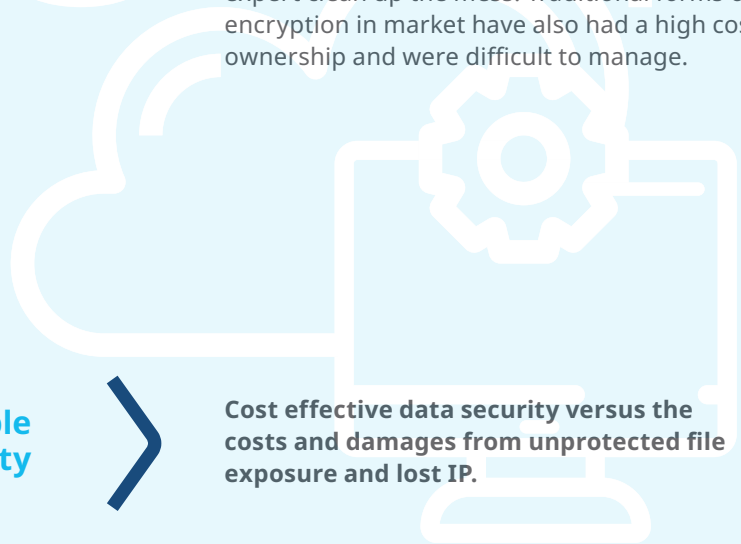 encryption in market have also had a high
ownership and were difficult to manage.
Cost effective data security versus the
costs and damages from unprotected file
exposure and lost IP.